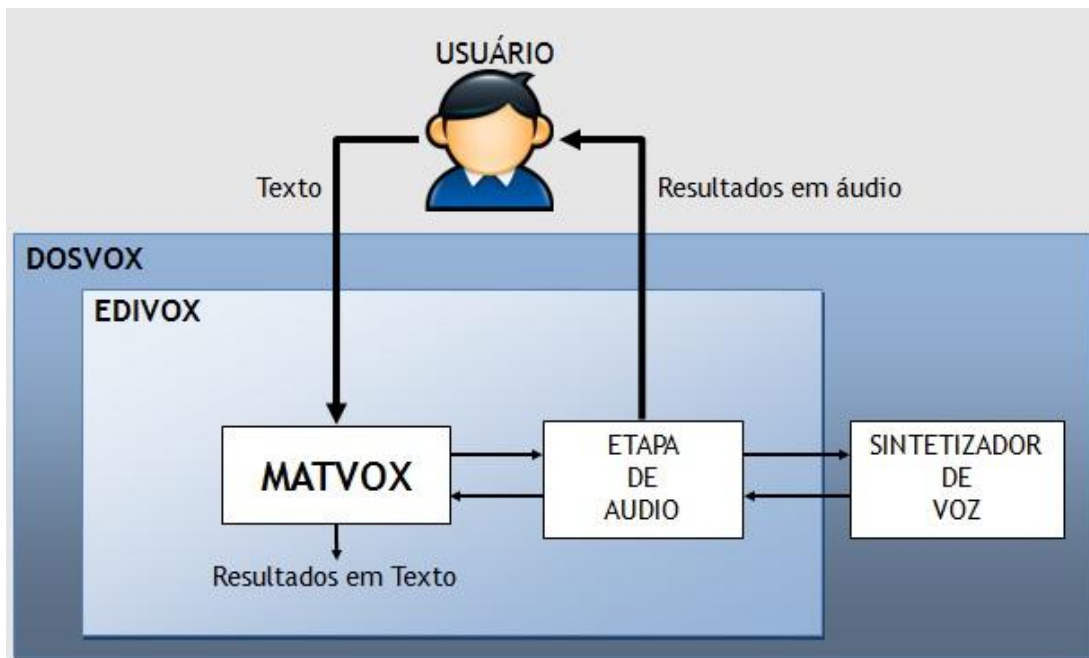 USUÁRIO
Texto
Resultados em áudio
DOSVOX
EDIVOX
MATVOX
ETAPA
DE
AUDIO
SINTETIZADOR
DE
VOZ
Resultados em Texto